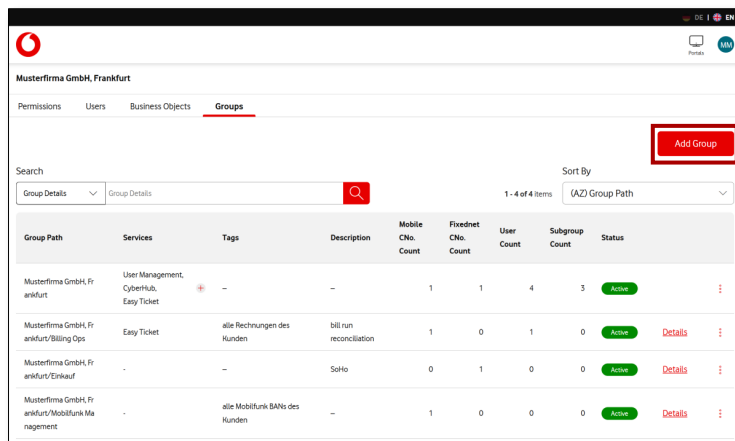 DE | EN
Portals
MM
Musterfirma GmbH, Frankfurt
Permissions Users Business Objects Groups
Add Group
Search Sort By
Group Details Group Details 1 - 4 of 4 items (AZ) Group Path
Group Path Services Tags Description Mobile CNo. Count Fixednet CNo. Count User Count Subgroup Count Status
Musterfirma GmbH, Fr
ankfurt
User Management,
CyberHub,
Easy Ticket
+ – – 1 1 4 3 Active
Musterfirma GmbH, Fr
ankfurt/Billing Ops
Easy Ticket
alle Rechnungen des
Kunden
bill run
reconciliation
1 0 1 0 Active Details
Musterfirma GmbH, Fr
ankfurt/Einkauf
- – SoHo 0 1 0 0 Active Details
Musterfirma GmbH, Fr
ankfurt/Mobilfunk Ma
nagement
-
alle Mobilfunk BANs des
Kunden
– 1 0 0 0 Active Details